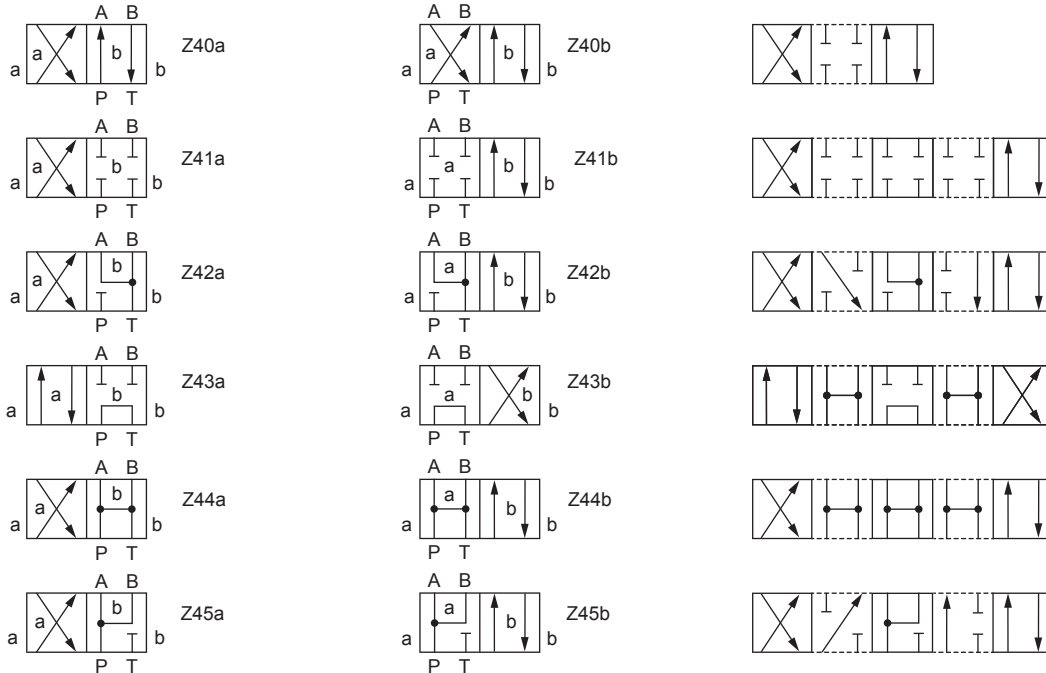 A B A B
a b Z40a a b Z40b
a b b
P T P T
A B A B
a b Z41a a b Z41b
a b b
P T P T
A B A B
a b Z42a a b Z42b
a b b
P T P T
A B A B
a b Z43a a b Z43b
a b b
P T P T
A B A B
a b Z44a a b Z44b
a b b
P T P T
A B A B
a b Z45a a b Z45b
a b b
P T P T